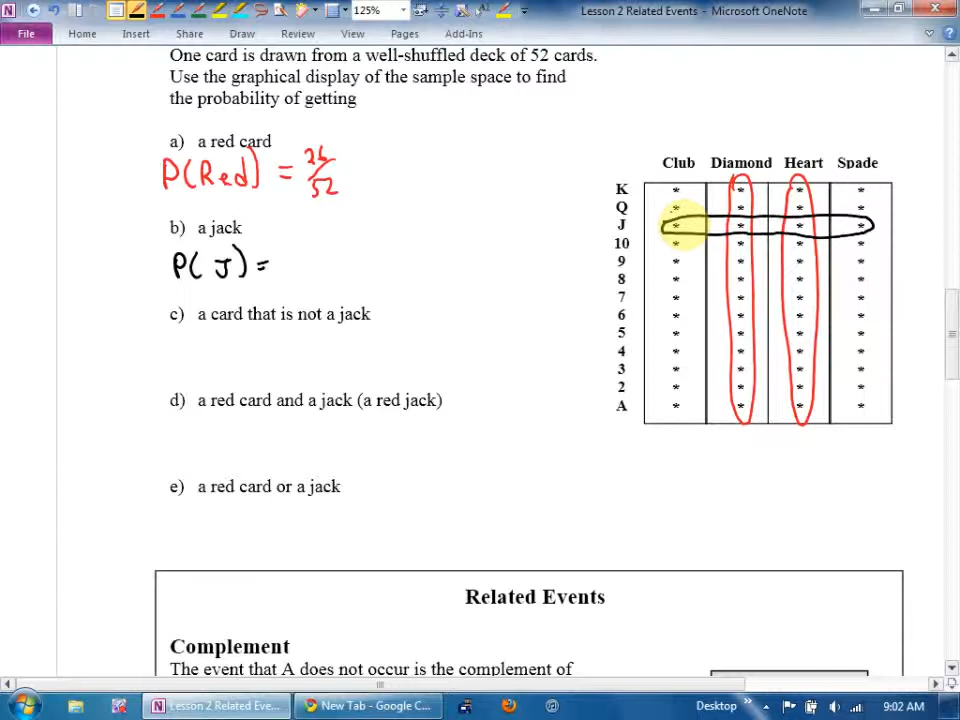 125%
Lesson 2 Related Events - Microsoft OneNote
File Home Insert Share Draw Review View Add-Ins
One card is drawn from a well-shuffled deck of 52 cards.
Use the graphical display of the sample space to find
the probability of getting
a) a red card
P(Red) = 26/52
b) a jack
P( J) =
c) a card that is not a jack
d) a red card and a jack (a red jack)
e) a red card or a jack
Club Diamond Heart Spade
K * * * *
Q * * * *
J * * * *
10 * * * *
9 * * * *
8 * * * *
7 * * * *
6 * * * *
5 * * * *
4 * * * *
3 * * * *
2 * * * *
A * * * *
Related Events
Complement
The event that A does not occur is the complement of
Lesson 2 Related Eve... New Tab - Google C... Desktop 9:02 AM